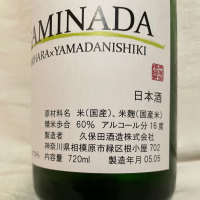 AMINADA
IHARA×YAMADANISHIKI
日本酒
原材料名 米(国産)、米麹(国産米)
精米歩合 60% アルコール分16度
製造者 久保田酒造株式会社
神奈川県相模原市緑区根小屋702
内容量 720ml 製造年月05.05